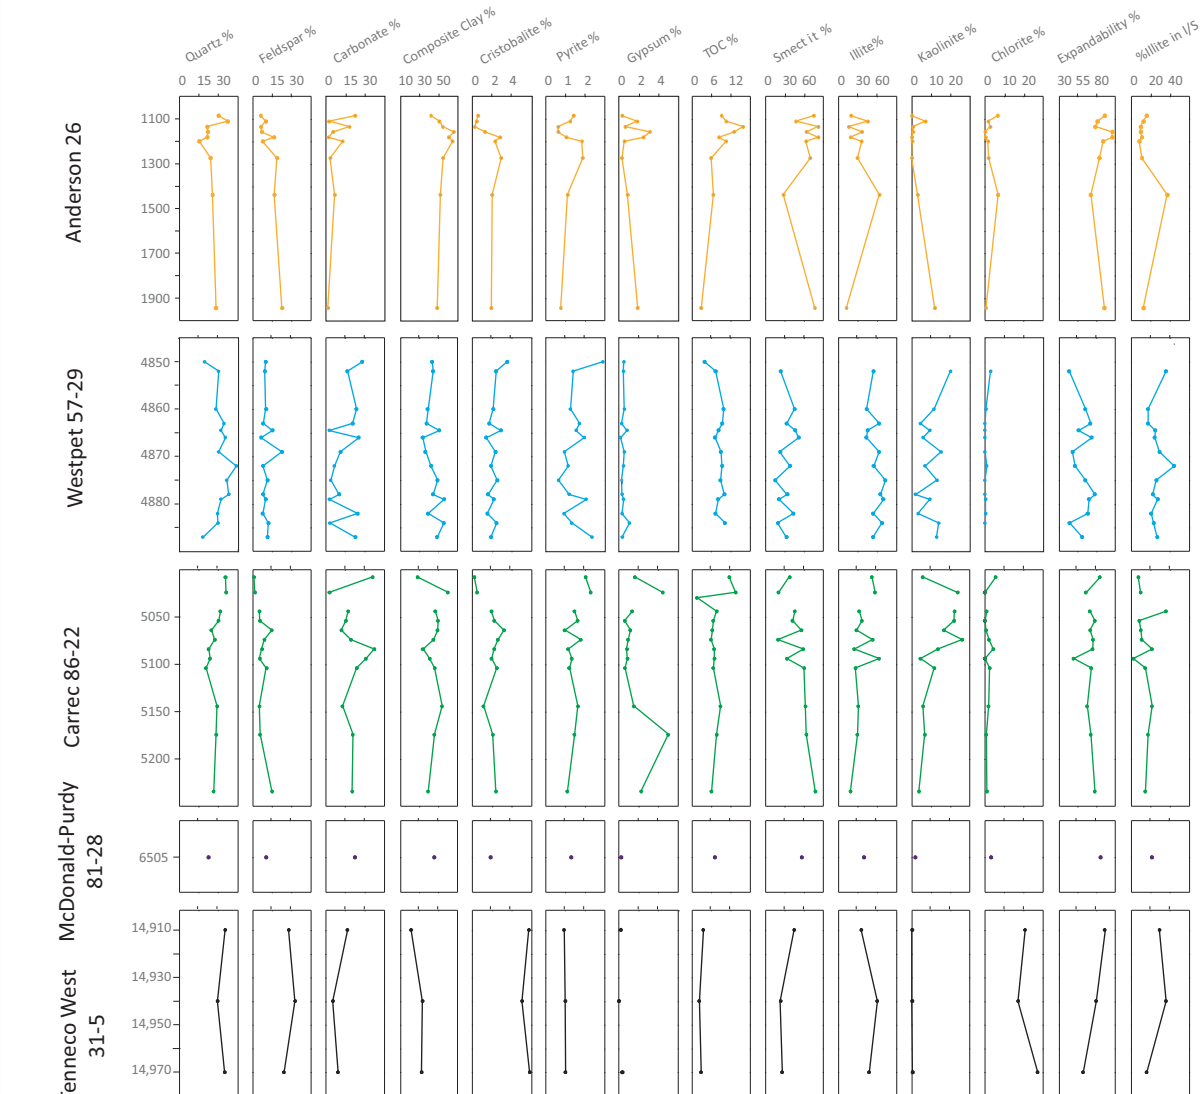 Quartz % Feldspar % Carbonate % Composite Clay % Cristobalite % Pyrite % Gypsum % TOC % Smect it % Illite% Kaolinite % Chlorite % Expandability % %Illite in I/S
0 15 30 0 15 30 0 15 30 10 30 50 0 2 4 0 1 2 0 2 4 0 6 12 0 30 60 0 30 60 0 10 20 0 10 20 30 55 80 0 20 40
Anderson 26
1100
1300
1500
1700
1900
Westpet 57-29
4850
4860
4870
4880
Carrec 86-22
5050
5100
5150
5200
McDonald-Purdy
81-28
6505
Tenneco West
31-5
14,910
14,930
14,950
14,970